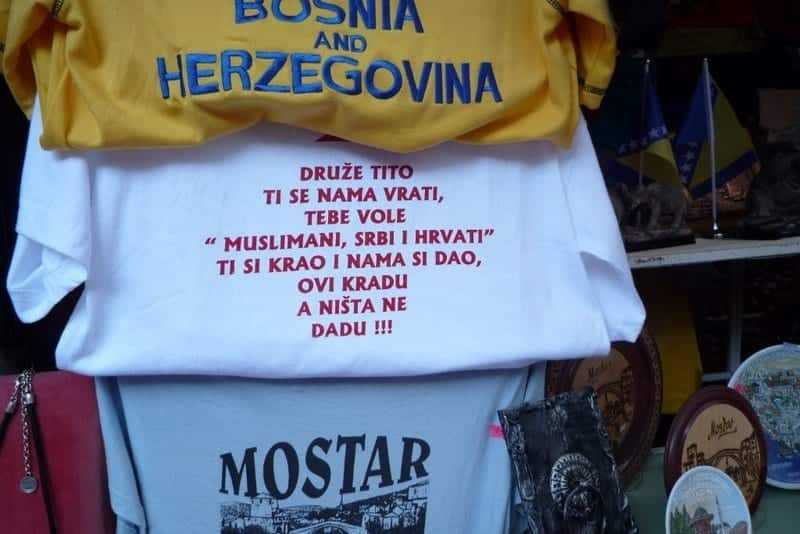 BOSNIA
AND
HERZEGOVINA
DRUŽE TITO
TI SE NAMA VRATI,
TEBE VOLE
“ MUSLIMANI, SRBI I HRVATI”
TI SI KRAO I NAMA SI DAO,
OVI KRADU
A NIŠTA NE
DADU !!!
MOSTAR
Mostar